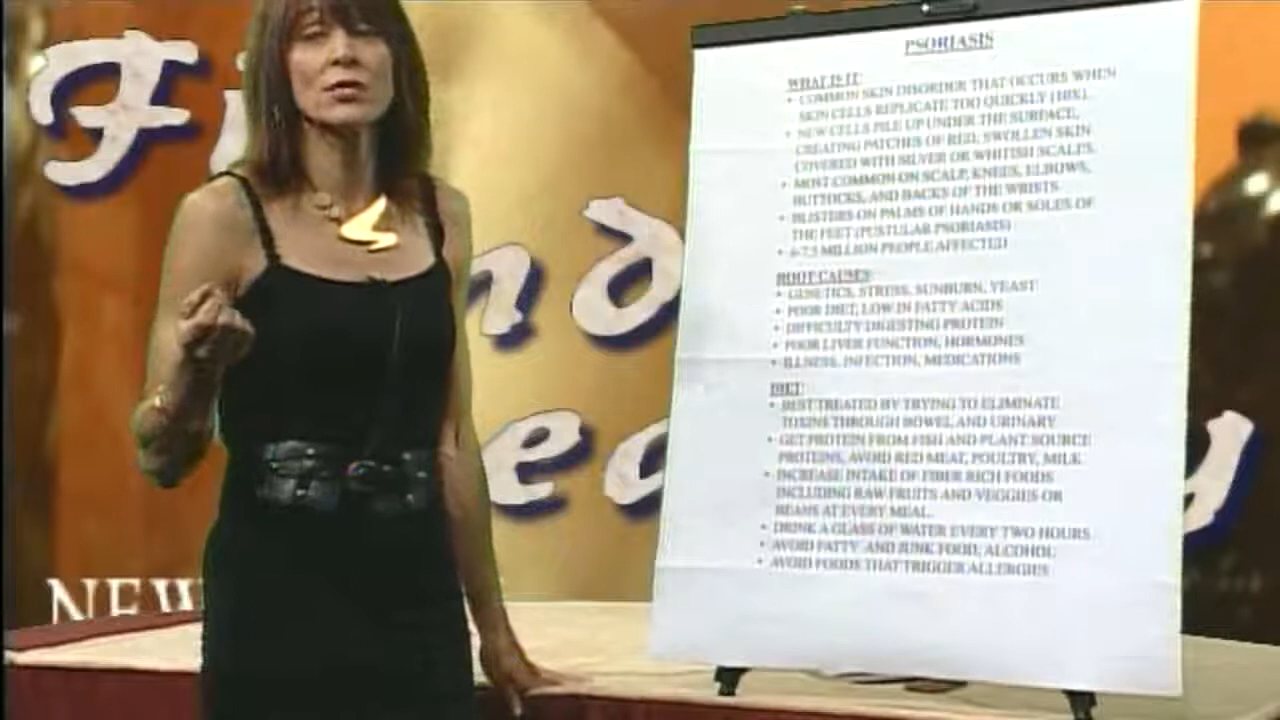 Fi nd
PSORIASIS
WHAT IS IT:
• COMMON SKIN DISORDER THAT OCCURS WHEN
SKIN CELLS REPLICATE TOO QUICKLY (10X).
• NEW CELLS PILE UP UNDER THE SURFACE,
CREATING PATCHES OF RED, SWOLLEN SKIN
COVERED WITH SILVER OR WHITISH SCALES.
• MOST COMMON ON SCALP, KNEES, ELBOWS,
BUTTOCKS, AND BACKS OF THE WRISTS
• BLISTERS ON PALMS OF HANDS OR SOLES OF
THE FEET (PUSTULAR PSORIASIS)
• 6-7.5 MILLION PEOPLE AFFECTED
ROOT CAUSES:
• GENETICS, STRESS, SUNBURN, YEAST
• POOR DIET, LOW IN FATTY ACIDS
• DIFFICULTY DIGESTING PROTEIN
• POOR LIVER FUNCTION, HORMONES
• ILLNESS, INFECTION, MEDICATIONS
DIET:
• BEST TREATED BY TRYING TO ELIMINATE
TOXINS THROUGH BOWEL AND URINARY
• GET PROTEIN FROM FISH AND PLANT SOURCE
PROTEINS, AVOID RED MEAT, POULTRY, MILK
• INCREASE INTAKE OF FIBER RICH FOODS
INCLUDING RAW FRUITS AND VEGGIES OR
BEANS AT EVERY MEAL.
• DRINK A GLASS OF WATER EVERY TWO HOURS
• AVOID FATTY AND JUNK FOOD, ALCOHOL
• AVOID FOODS THAT TRIGGER ALLERGIES
NEW